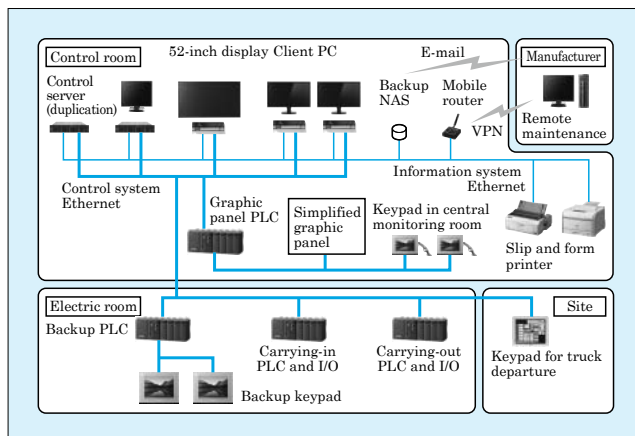 Control room
52-inch display Client PC
E-mail
Manufacturer
Control
server
(duplication)
Backup
NAS
Mobile
router
VPN
Remote
maintenance
Control system
Ethernet
Information system
Ethernet
Graphic
panel PLC
Simplified
graphic
panel
Keypad in central
monitoring room
Slip and form
printer
Electric room
Site
Backup PLC
Carrying-in
PLC and I/O
Carrying-out
PLC and I/O
Keypad for truck
departure
Backup keypad